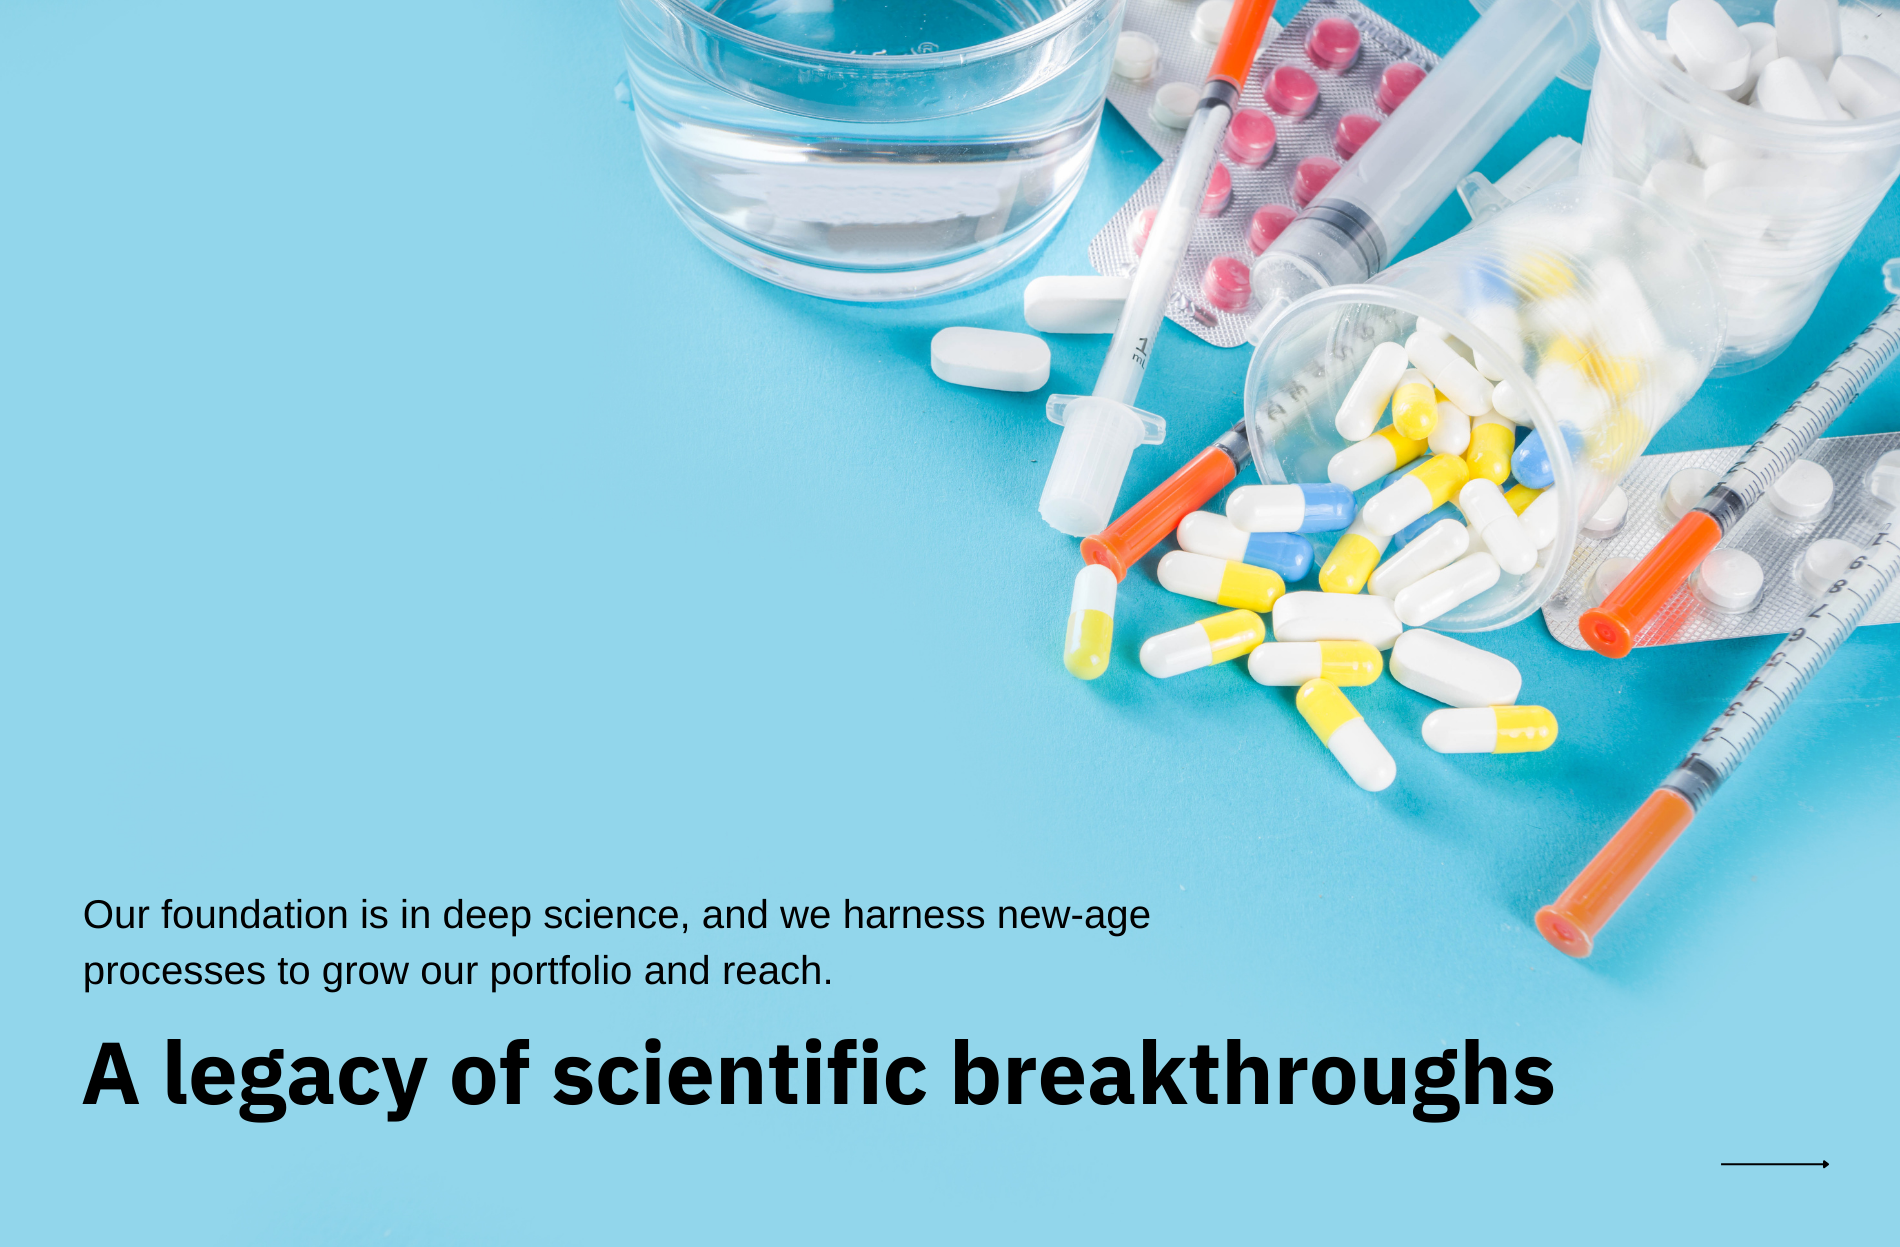 Our foundation is in deep science, and we harness new-age
processes to grow our portfolio and reach.
A legacy of scientific breakthroughs